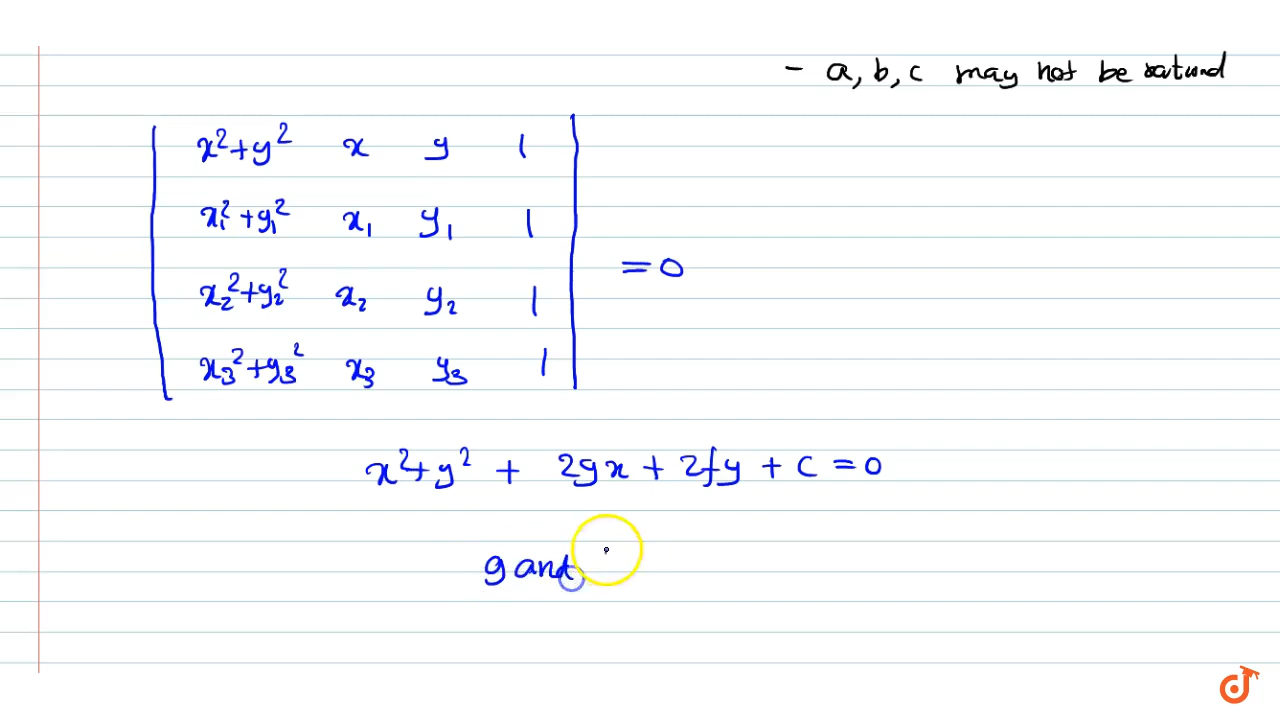 - a, b, c may not be
x²+y² x y 1
x₁²+y₁² x₁ y₁ 1
x₂²+y₂² x₂ y₂ 1
=0
x₃²+y₃² x₃ y₃ 1
x²+y² + 2gx + 2fy + c = 0
g and